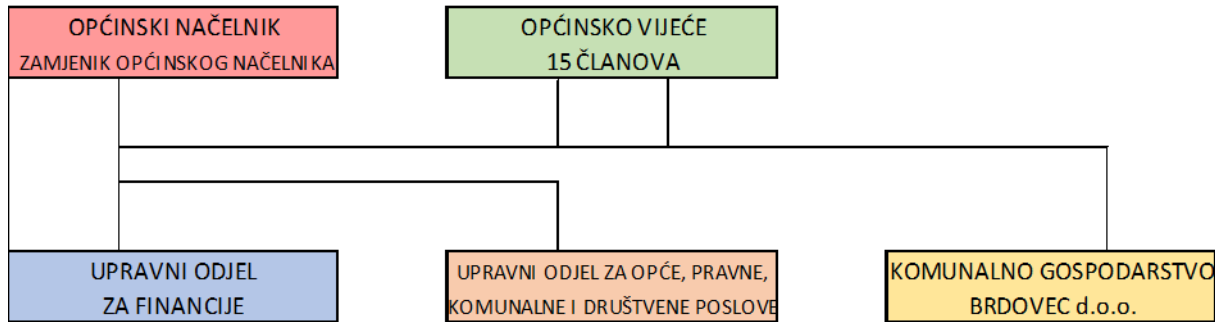 OPĆINSKI NAČELNIK
ZAMJENIK OPĆINSKOG NAČELNIKA
OPĆINSKO VIJEĆE
15 ČLANOVA
UPRAVNI ODJEL
ZA FINANCIJE
UPRAVNI ODJEL ZA OPĆE, PRAVNE,
KOMUNALNE I DRUŠTVENE POSLOVE
KOMUNALNO GOSPODARSTVO
BRDOVEC d.o.o.